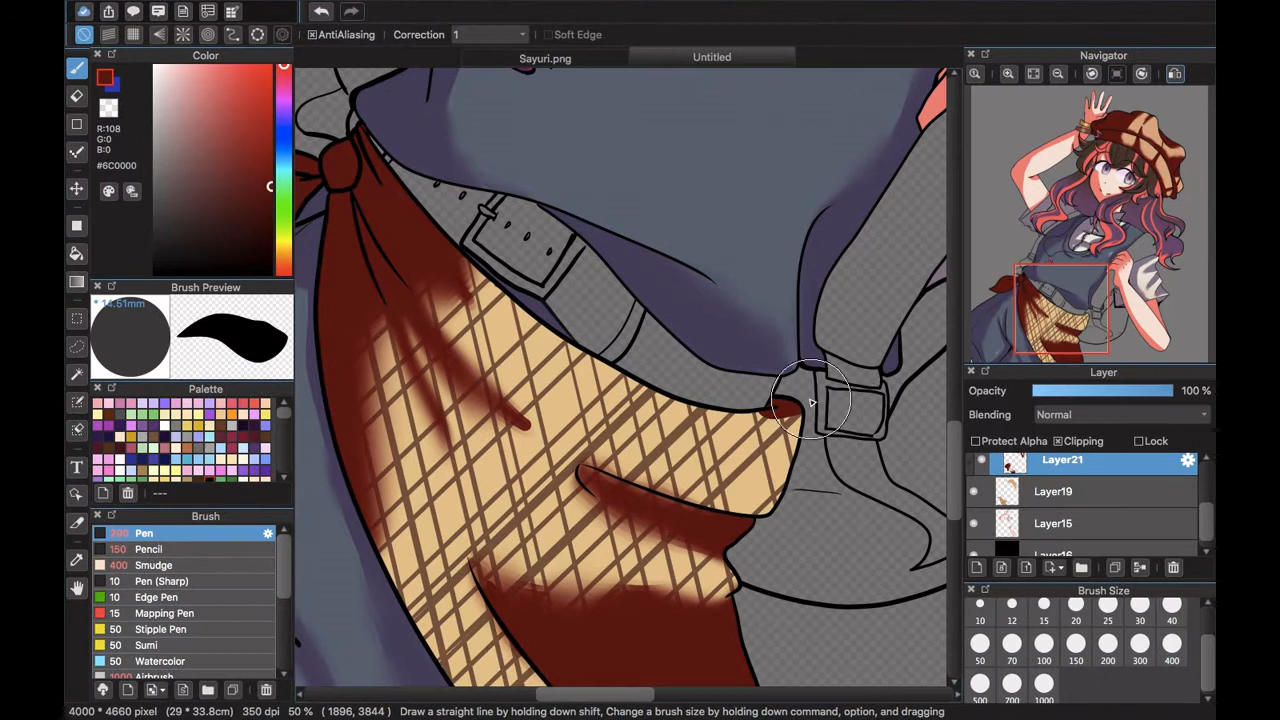 AntiAliasing Correction 1 Soft Edge
Color
Sayuri.png Untitled
Navigator
R:108
G:0
B:0
#6C0000
Brush Preview
* 14.51mm
Palette
---
Brush
200 Pen
150 Pencil
400 Smudge
10 Pen (Sharp)
10 Edge Pen
15 Mapping Pen
50 Stipple Pen
50 Sumi
50 Watercolor
1000 Airbrush
Layer
Opacity 100 %
Blending Normal
Protect Alpha Clipping Lock
Layer21
Layer19
Layer15
Layer16
Brush Size
10 12 15 20 25 30 40
50 70 100 150 200 300 400
500 700 1000
4000 * 4660 pixel (29 * 33.8cm) 350 dpi 50 % ( 1896, 3844 ) Draw a straight line by holding down shift, Change a brush size by holding down command, option, and dragging